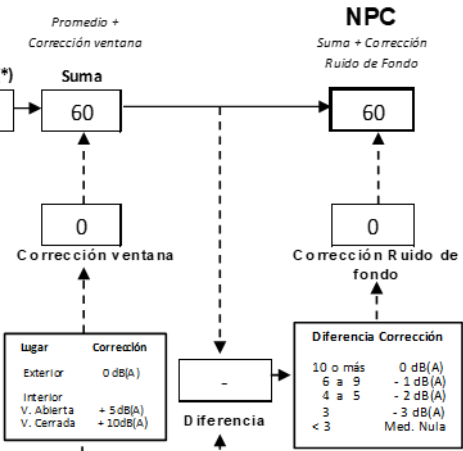 Promedio +
Corrección ventana
NPC
Suma + Corrección
Ruido de Fondo
*)
Suma
60
60
0
0
Corrección ventana
Corrección Ruido de
fondo
Lugar Corrección
Exterior 0 dB(A)
Interior
V. Abierta + 5dB(A)
V. Cerrada + 10dB(A)
-
Diferencia
Diferencia Corrección
10 o más 0 dB(A)
6 a 9 - 1 dB(A)
4 a 5 - 2 dB(A)
3 - 3 dB(A)
< 3 Med. Nula